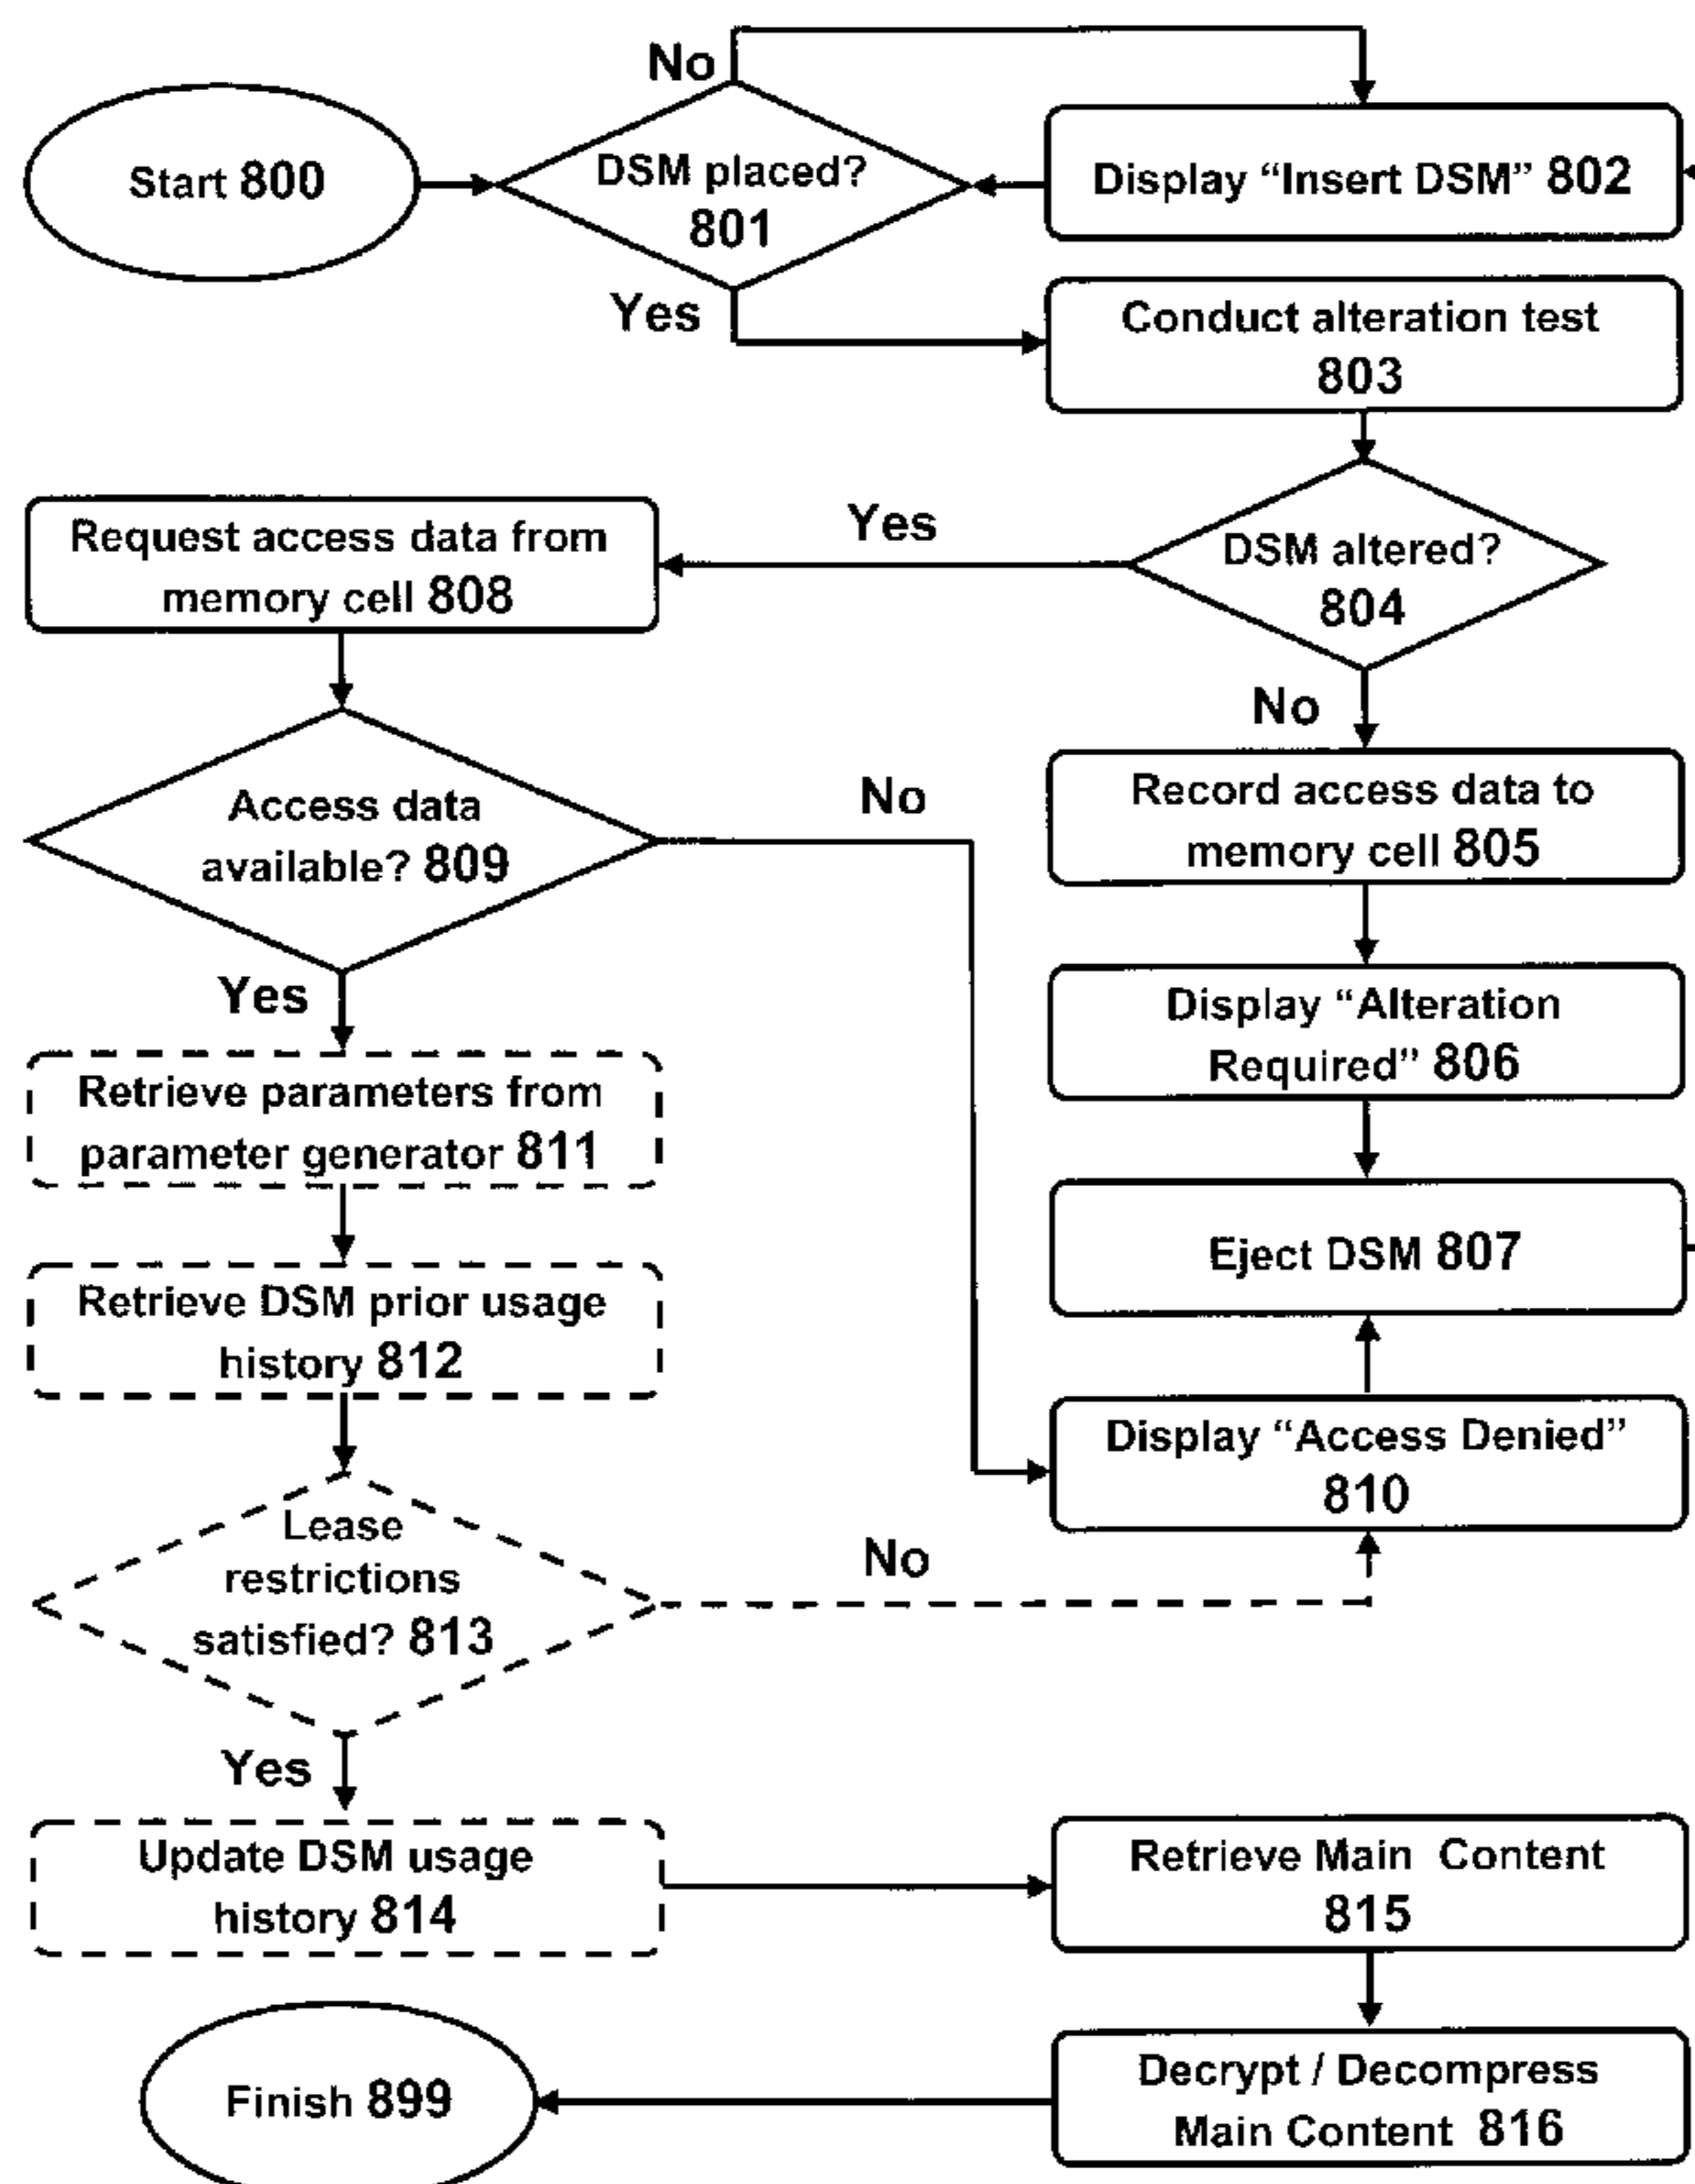 No
Start 800
DSM placed?
801
Display “Insert DSM” 802
Yes
Conduct alteration test
803
Request access data from
memory cell 808
Yes
DSM altered?
804
No
Access data
available? 809
No
Record access data to
memory cell 805
Yes
Display “Alteration
Required” 806
Retrieve parameters from
parameter generator 811
Eject DSM 807
Retrieve DSM prior usage
history 812
Display “Access Denied”
810
Lease
restrictions
satisfied? 813
No
Yes
Update DSM usage
history 814
Retrieve Main Content
815
Finish 899
Decrypt / Decompress
Main Content 816